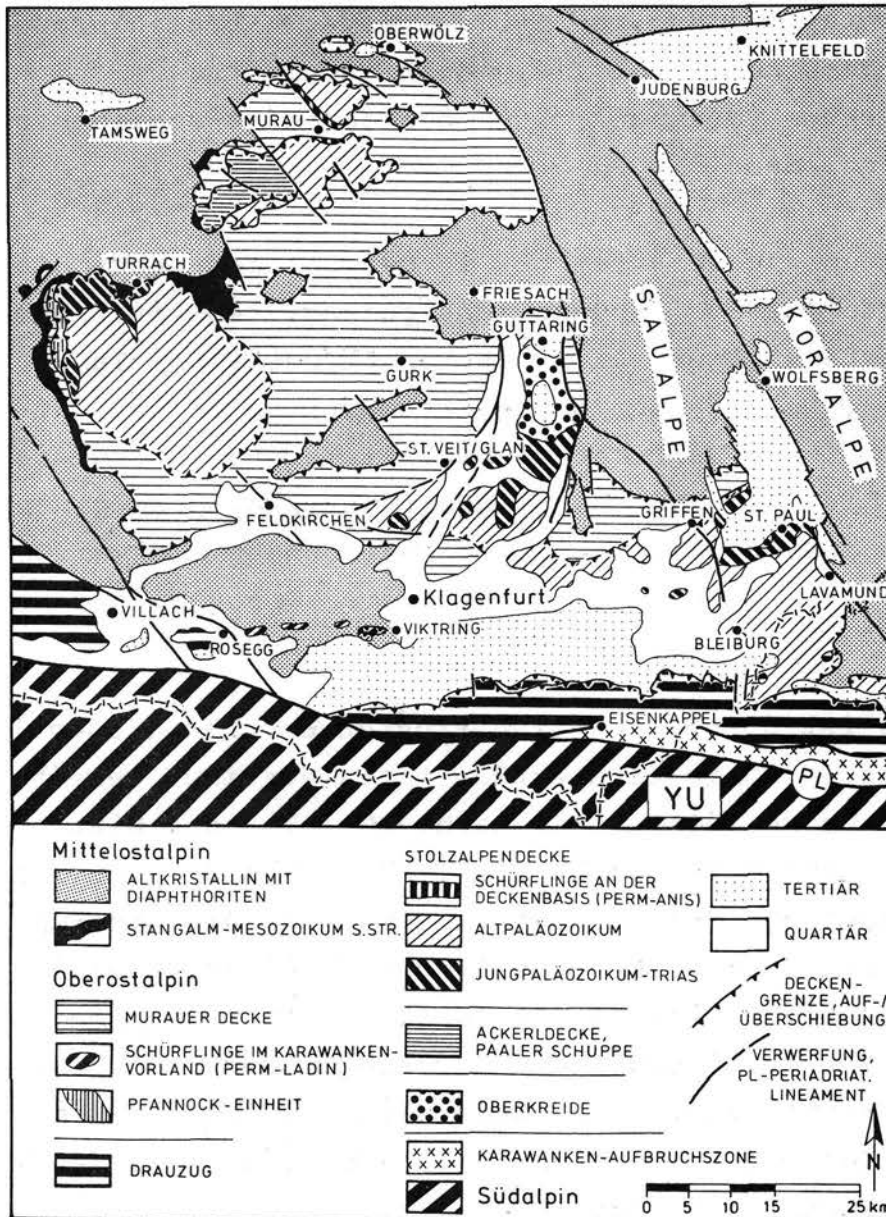 OBERWÖLZ
KNITTELFELD
JUDENBURG
TAMSWEG
MURAU
TURRACH
FRIESACH
GUTTARING
SAUALPE
KORALPE
GURK
WOLFSBERG
ST. VEIT/GLAN
FELDKIRCHEN
GRIFFEN
ST. PAUL
Klagenfurt
LAVAMUND
VILLACH
VIKTRING
ROSEGG
BLEIBURG
EISENKAPPEL
PL
YU
Mittelostalpin
ALTKRISTALLIN MIT
DIAPHTHORITEN
STANGALM-MESOZOIKUM S.STR.
Oberostalpin
MURAUER DECKE
SCHÜRFLINGE IM KARAWANKEN-
VORLAND (PERM-LADIN)
PFANNOCK-EINHEIT
DRAUZUG
STOLZALPENDECKE
SCHÜRFLINGE AN DER
DECKENBASIS (PERM-ANIS)
ALTPALÄOZOIKUM
JUNGPALÄOZOIKUM-TRIAS
ACKERLDECKE,
PAALER SCHUPPE
OBERKREIDE
KARAWANKEN-AUFBRUCHSZONE
Südalpin
TERTIÄR
QUARTÄR
DECKEN-
GRENZE, AUF-/
ÜBERSCHIEBUNG
VERWERFUNG,
PL-PERIADRIAT.
LINEAMENT
N
0 5 10 15 25 km